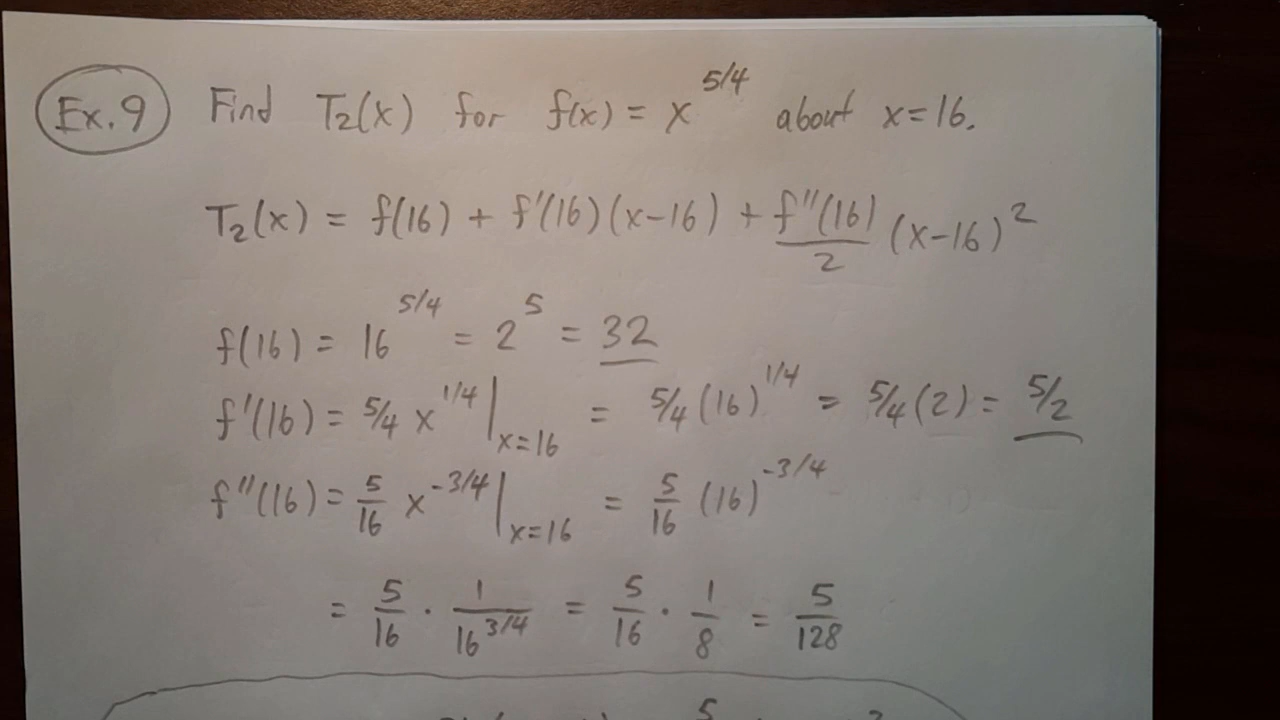 Ex. 9 Find T₂(x) for f(x) = x^5/4 about x=16.
T₂(x) = f(16) + f'(16)(x-16) + f''(16)/2 (x-16)^2
f(16) = 16^5/4 = 2^5 = 32
f'(16) = 5/4 x^1/4 |x=16 = 5/4 (16)^1/4 = 5/4 (2) = 5/2
f''(16) = 5/16 x^-3/4 |x=16 = 5/16 (16)^-3/4
= 5/16 · 1/16^3/4 = 5/16 · 1/8 = 5/128